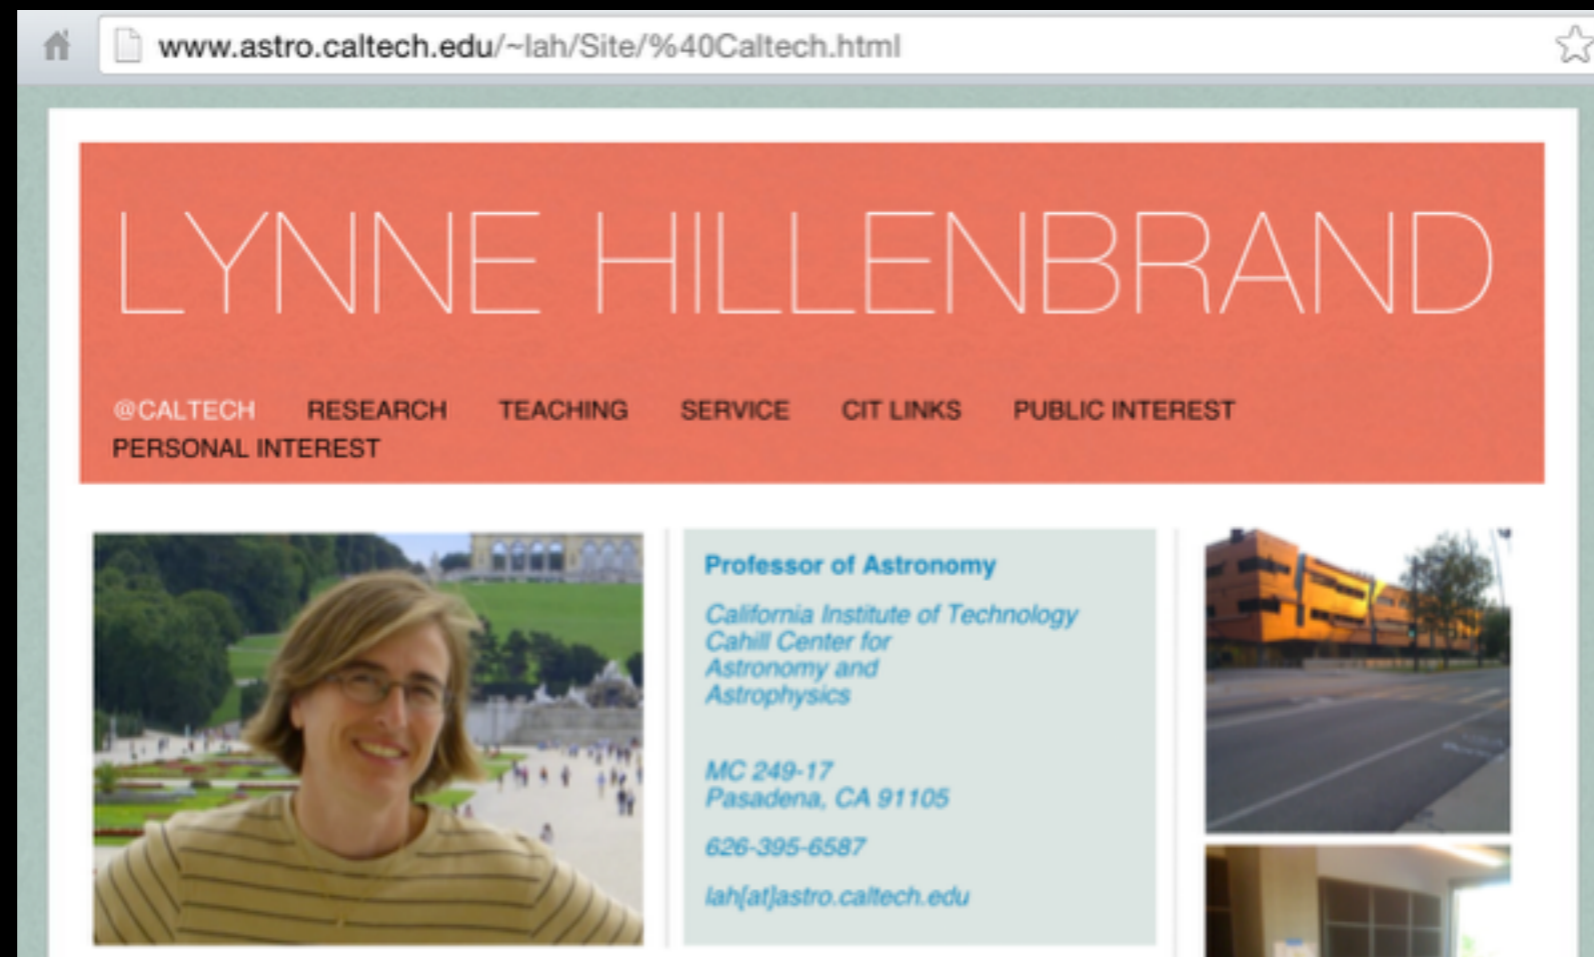 www.astro.caltech.edu/~lah/Site/%40Caltech.html
LYNNE HILLENBRAND
@CALTECH RESEARCH TEACHING SERVICE CIT LINKS PUBLIC INTEREST
PERSONAL INTEREST
Professor of Astronomy
California Institute of Technology
Cahill Center for
Astronomy and
Astrophysics
MC 249-17
Pasadena, CA 91105
626-395-6587
lah[at]astro.caltech.edu